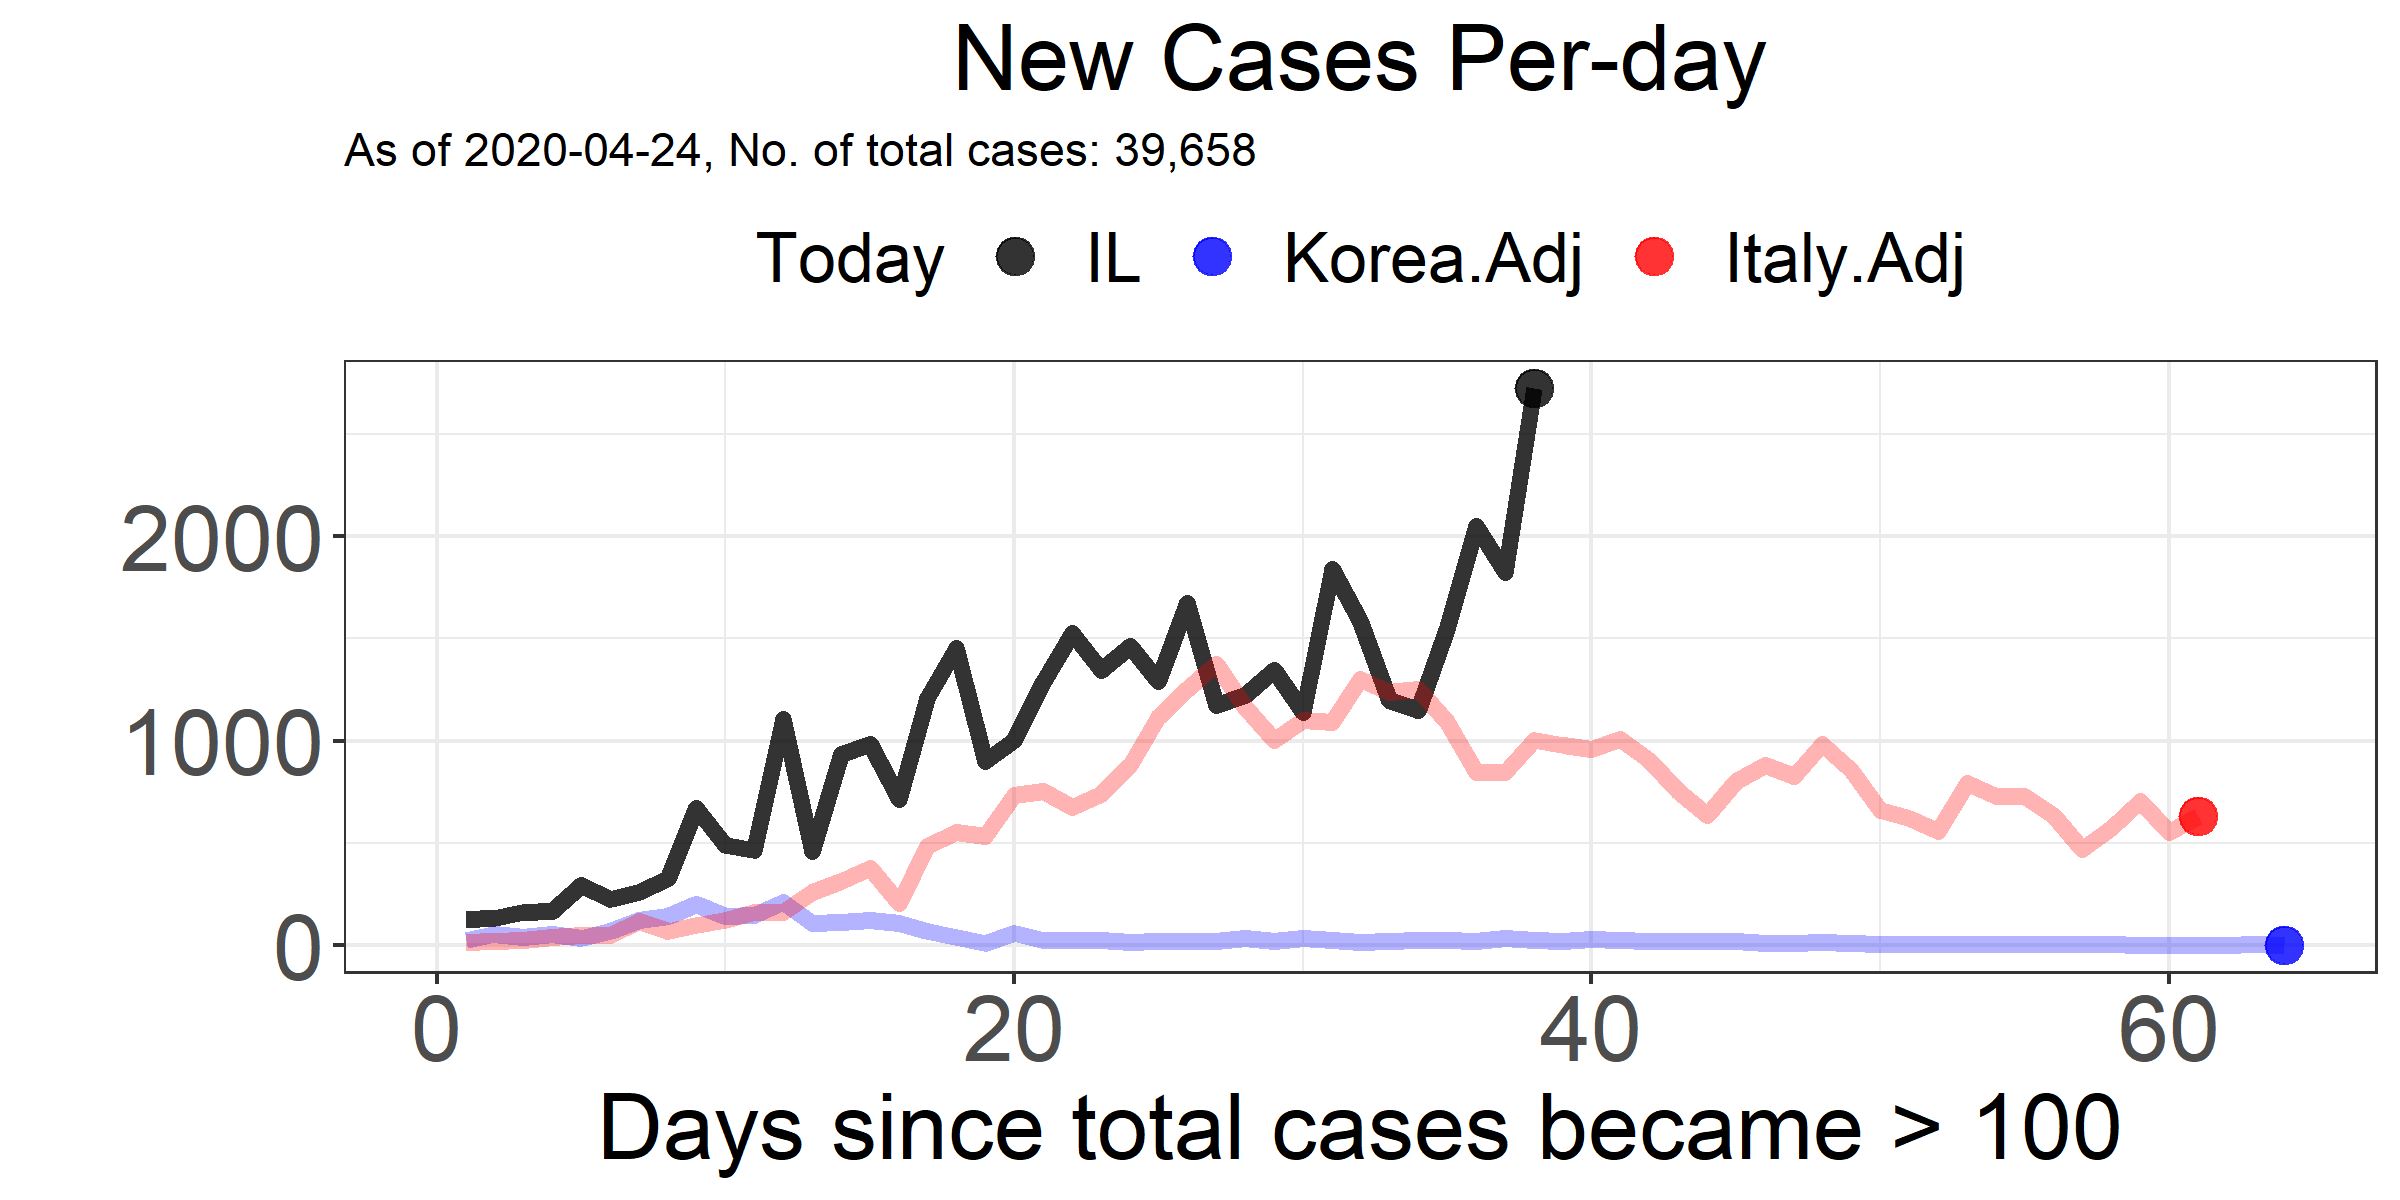 New Cases Per-day
As of 2020-04-24, No. of total cases: 39,658
Today IL Korea.Adj Italy.Adj
2000
1000
0
0 20 40 60
Days since total cases became > 100